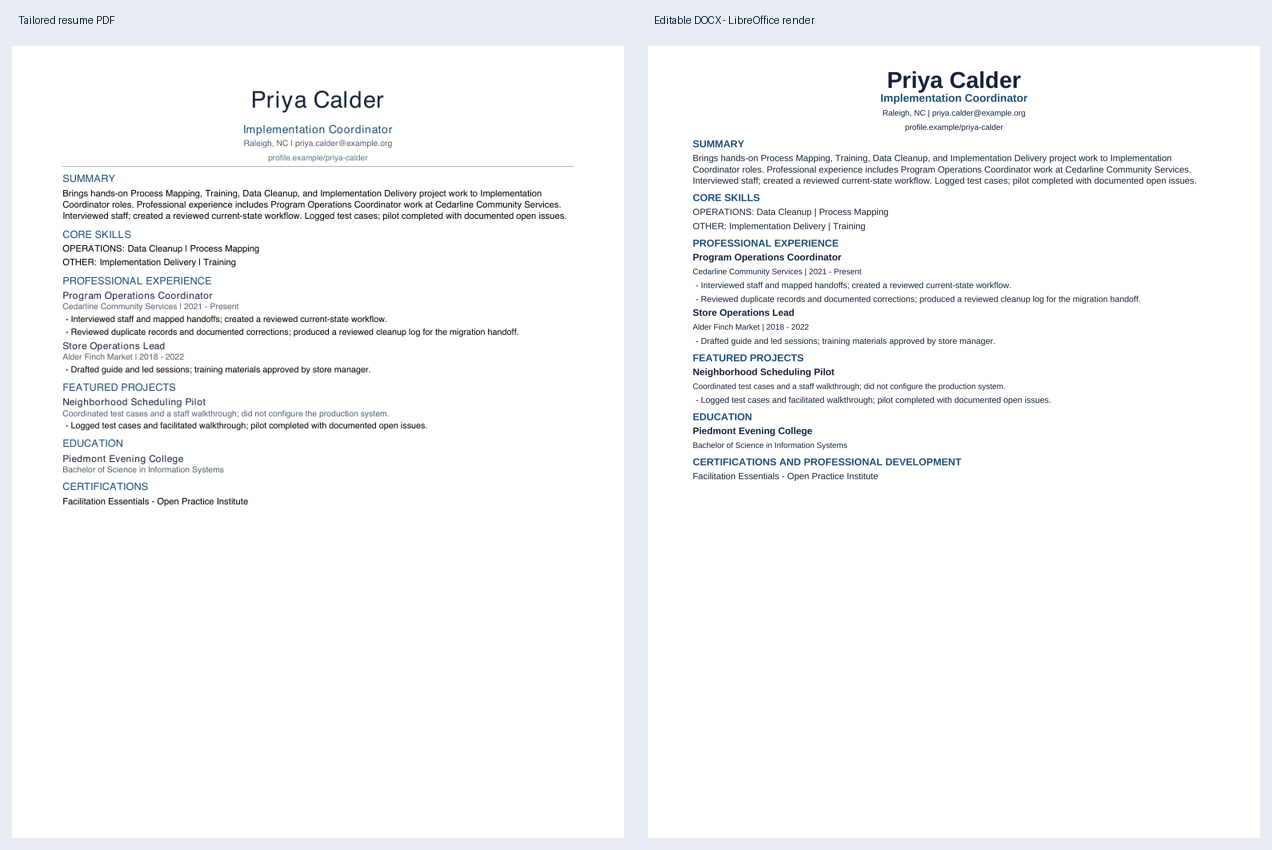 Tailored resume PDF
Priya Calder
Implementation Coordinator
Raleigh, NC | priya.calder@example.org
profile.example/priya-calder
SUMMARY
Brings hands-on Process Mapping, Training, Data Cleanup, and Implementation Delivery project work to Implementation
Coordinator roles. Professional experience includes Program Operations Coordinator work at Cedarline Community Services.
Interviewed staff; created a reviewed current-state workflow. Logged test cases; pilot completed with documented open issues.
CORE SKILLS
OPERATIONS: Data Cleanup | Process Mapping
OTHER: Implementation Delivery | Training
PROFESSIONAL EXPERIENCE
Program Operations Coordinator
Cedarline Community Services | 2021 - Present
- Interviewed staff and mapped handoffs; created a reviewed current-state workflow.
- Reviewed duplicate records and documented corrections; produced a reviewed cleanup log for the migration handoff.
Store Operations Lead
Alder Finch Market | 2018 - 2022
- Drafted guide and led sessions; training materials approved by store manager.
FEATURED PROJECTS
Neighborhood Scheduling Pilot
Coordinated test cases and a staff walkthrough; did not configure the production system.
- Logged test cases and facilitated walkthrough; pilot completed with documented open issues.
EDUCATION
Piedmont Evening College
Bachelor of Science in Information Systems
CERTIFICATIONS
Facilitation Essentials - Open Practice Institute
Editable DOCX - LibreOffice render
Priya Calder
Implementation Coordinator
Raleigh, NC | priya.calder@example.org
profile.example/priya-calder
SUMMARY
Brings hands-on Process Mapping, Training, Data Cleanup, and Implementation Delivery project work to Implementation
Coordinator roles. Professional experience includes Program Operations Coordinator work at Cedarline Community Services.
Interviewed staff; created a reviewed current-state workflow. Logged test cases; pilot completed with documented open issues.
CORE SKILLS
OPERATIONS: Data Cleanup | Process Mapping
OTHER: Implementation Delivery | Training
PROFESSIONAL EXPERIENCE
Program Operations Coordinator
Cedarline Community Services | 2021 - Present
- Interviewed staff and mapped handoffs; created a reviewed current-state workflow.
- Reviewed duplicate records and documented corrections; produced a reviewed cleanup log for the migration handoff.
Store Operations Lead
Alder Finch Market | 2018 - 2022
- Drafted guide and led sessions; training materials approved by store manager.
FEATURED PROJECTS
Neighborhood Scheduling Pilot
Coordinated test cases and a staff walkthrough; did not configure the production system.
- Logged test cases and facilitated walkthrough; pilot completed with documented open issues.
EDUCATION
Piedmont Evening College
Bachelor of Science in Information Systems
CERTIFICATIONS AND PROFESSIONAL DEVELOPMENT
Facilitation Essentials - Open Practice Institute